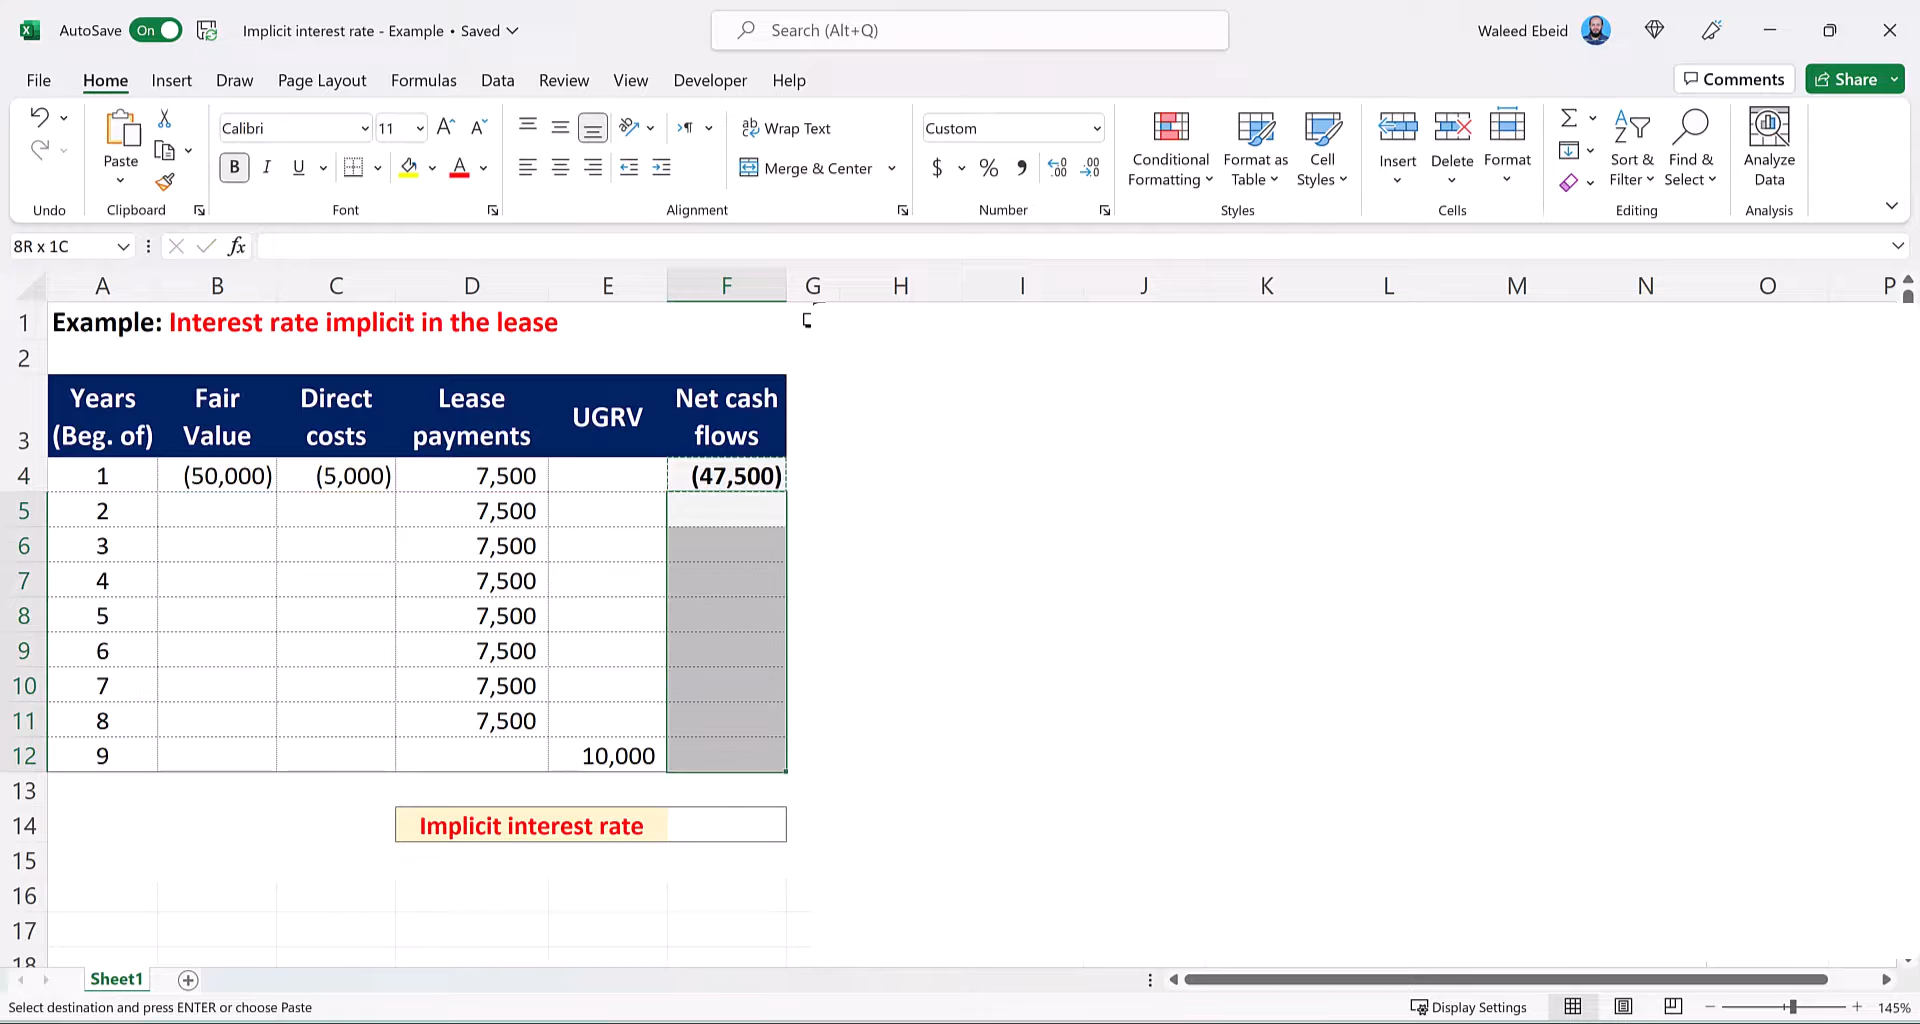 AutoSave On Implicit interest rate - Example • Saved Search (Alt+Q) Waleed Ebeid
File Home Insert Draw Page Layout Formulas Data Review View Developer Help Comments Share
Paste
Calibri 11
B I U A
ab Wrap Text
Merge & Center
Custom
$ %
Conditional Formatting
Format as Table
Cell Styles
Insert Delete Format
Sort & Filter
Find & Select
Analyze Data
Undo Clipboard Font Alignment Number Styles Cells Editing Analysis
8R x 1C fx
A B C D E F G H I J K L M N O P
1 Example: Interest rate implicit in the lease
2
3 Years (Beg. of) Fair Value Direct costs Lease payments UGRV Net cash flows
4 1 (50,000) (5,000) 7,500 (47,500)
5 2 7,500
6 3 7,500
7 4 7,500
8 5 7,500
9 6 7,500
10 7 7,500
11 8 7,500
12 9 10,000
13
14 Implicit interest rate
15
16
17
18
Sheet1
Select destination and press ENTER or choose Paste Display Settings 145%